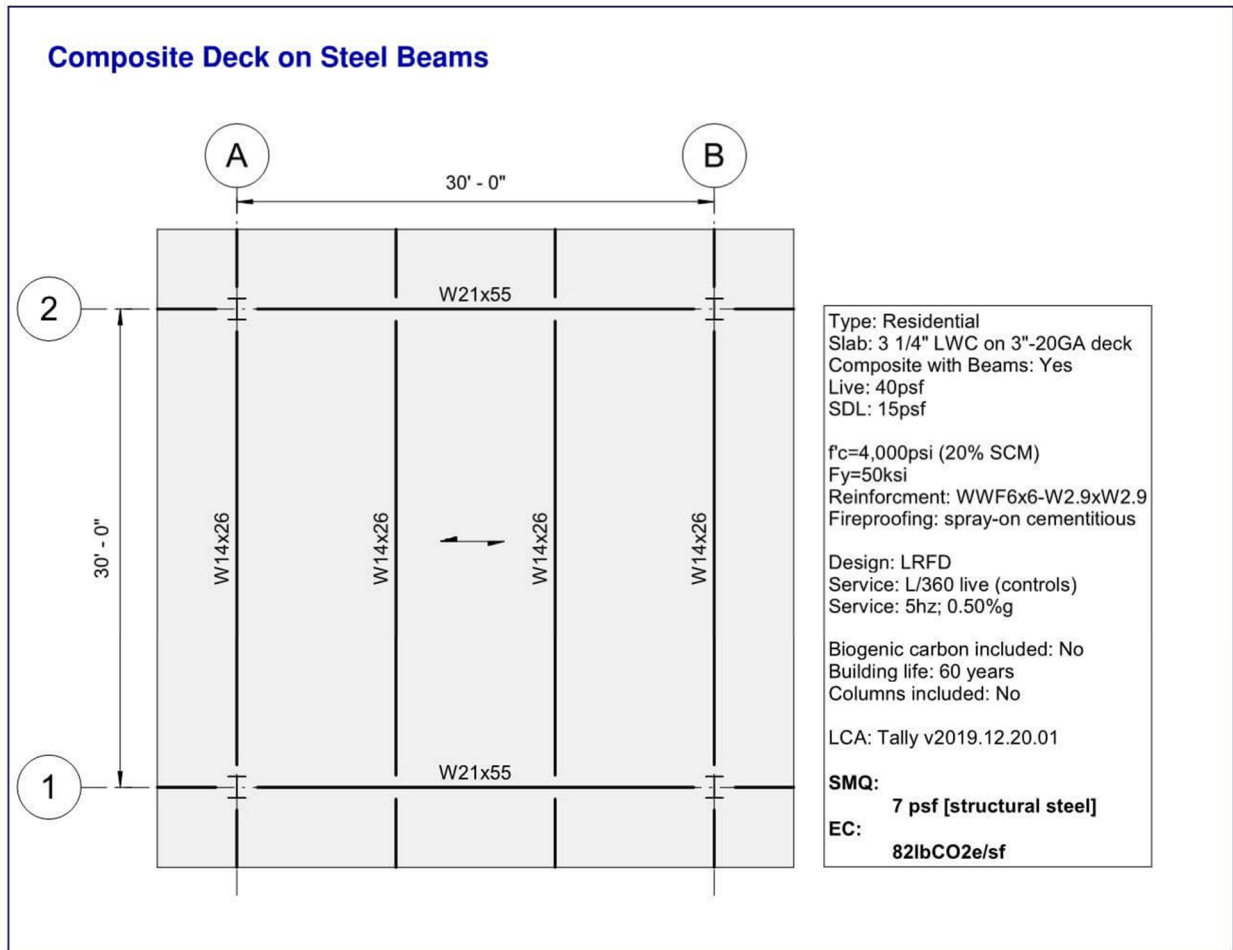 Composite Deck on Steel Beams
A
B
30' - 0"
2
W21x55
30' - 0"
W14x26
W14x26
W14x26
W14x26
1
W21x55
Type: Residential
Slab: 3 1/4" LWC on 3"-20GA deck
Composite with Beams: Yes
Live: 40psf
SDL: 15psf
f'c=4,000psi (20% SCM)
Fy=50ksi
Reinforcment: WWF6x6-W2.9xW2.9
Fireproofing: spray-on cementitious
Design: LRFD
Service: L/360 live (controls)
Service: 5hz; 0.50%g
Biogenic carbon included: No
Building life: 60 years
Columns included: No
LCA: Tally v2019.12.20.01
SMQ:
7 psf [structural steel]
EC:
82lbCO2e/sf